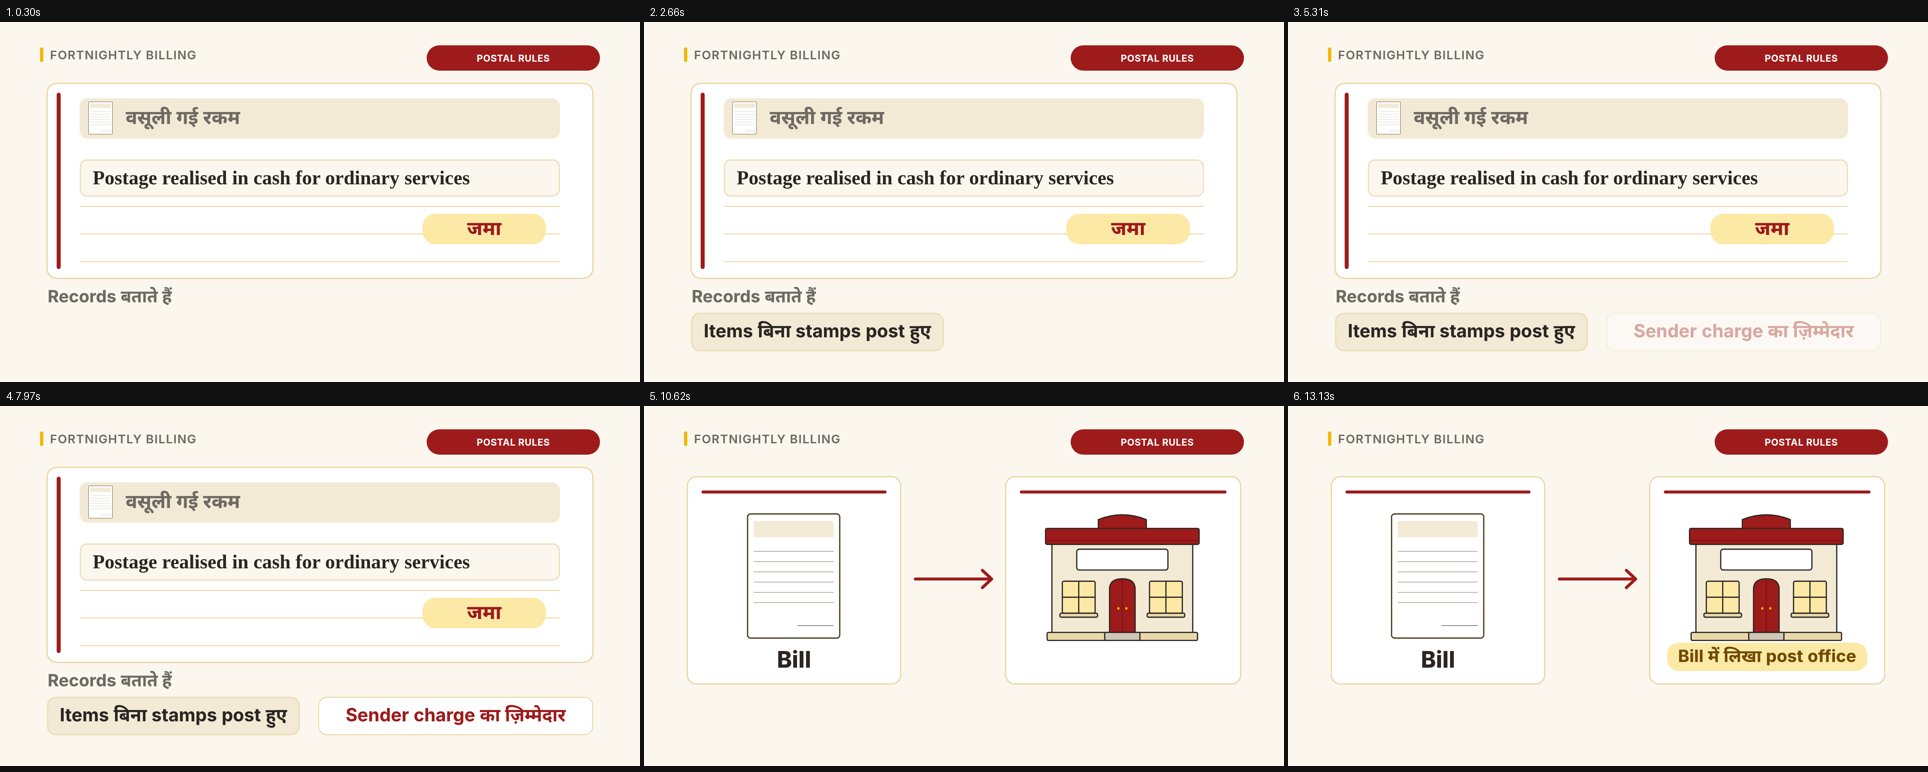 1. 0.30s
FORTNIGHTLY BILLING
POSTAL RULES
वसूली गई रकम
Postage realised in cash for ordinary services
जमा
Records बताते हैं
2. 2.66s
FORTNIGHTLY BILLING
POSTAL RULES
वसूली गई रकम
Postage realised in cash for ordinary services
जमा
Records बताते हैं
Items बिना stamps post हुए
3. 5.31s
FORTNIGHTLY BILLING
POSTAL RULES
वसूली गई रकम
Postage realised in cash for ordinary services
जमा
Records बताते हैं
Items बिना stamps post हुए
Sender charge का ज़िम्मेदार
4. 7.97s
FORTNIGHTLY BILLING
POSTAL RULES
वसूली गई रकम
Postage realised in cash for ordinary services
जमा
Records बताते हैं
Items बिना stamps post हुए
Sender charge का ज़िम्मेदार
5. 10.62s
FORTNIGHTLY BILLING
POSTAL RULES
Bill
6. 13.13s
FORTNIGHTLY BILLING
POSTAL RULES
Bill
Bill में लिखा post office